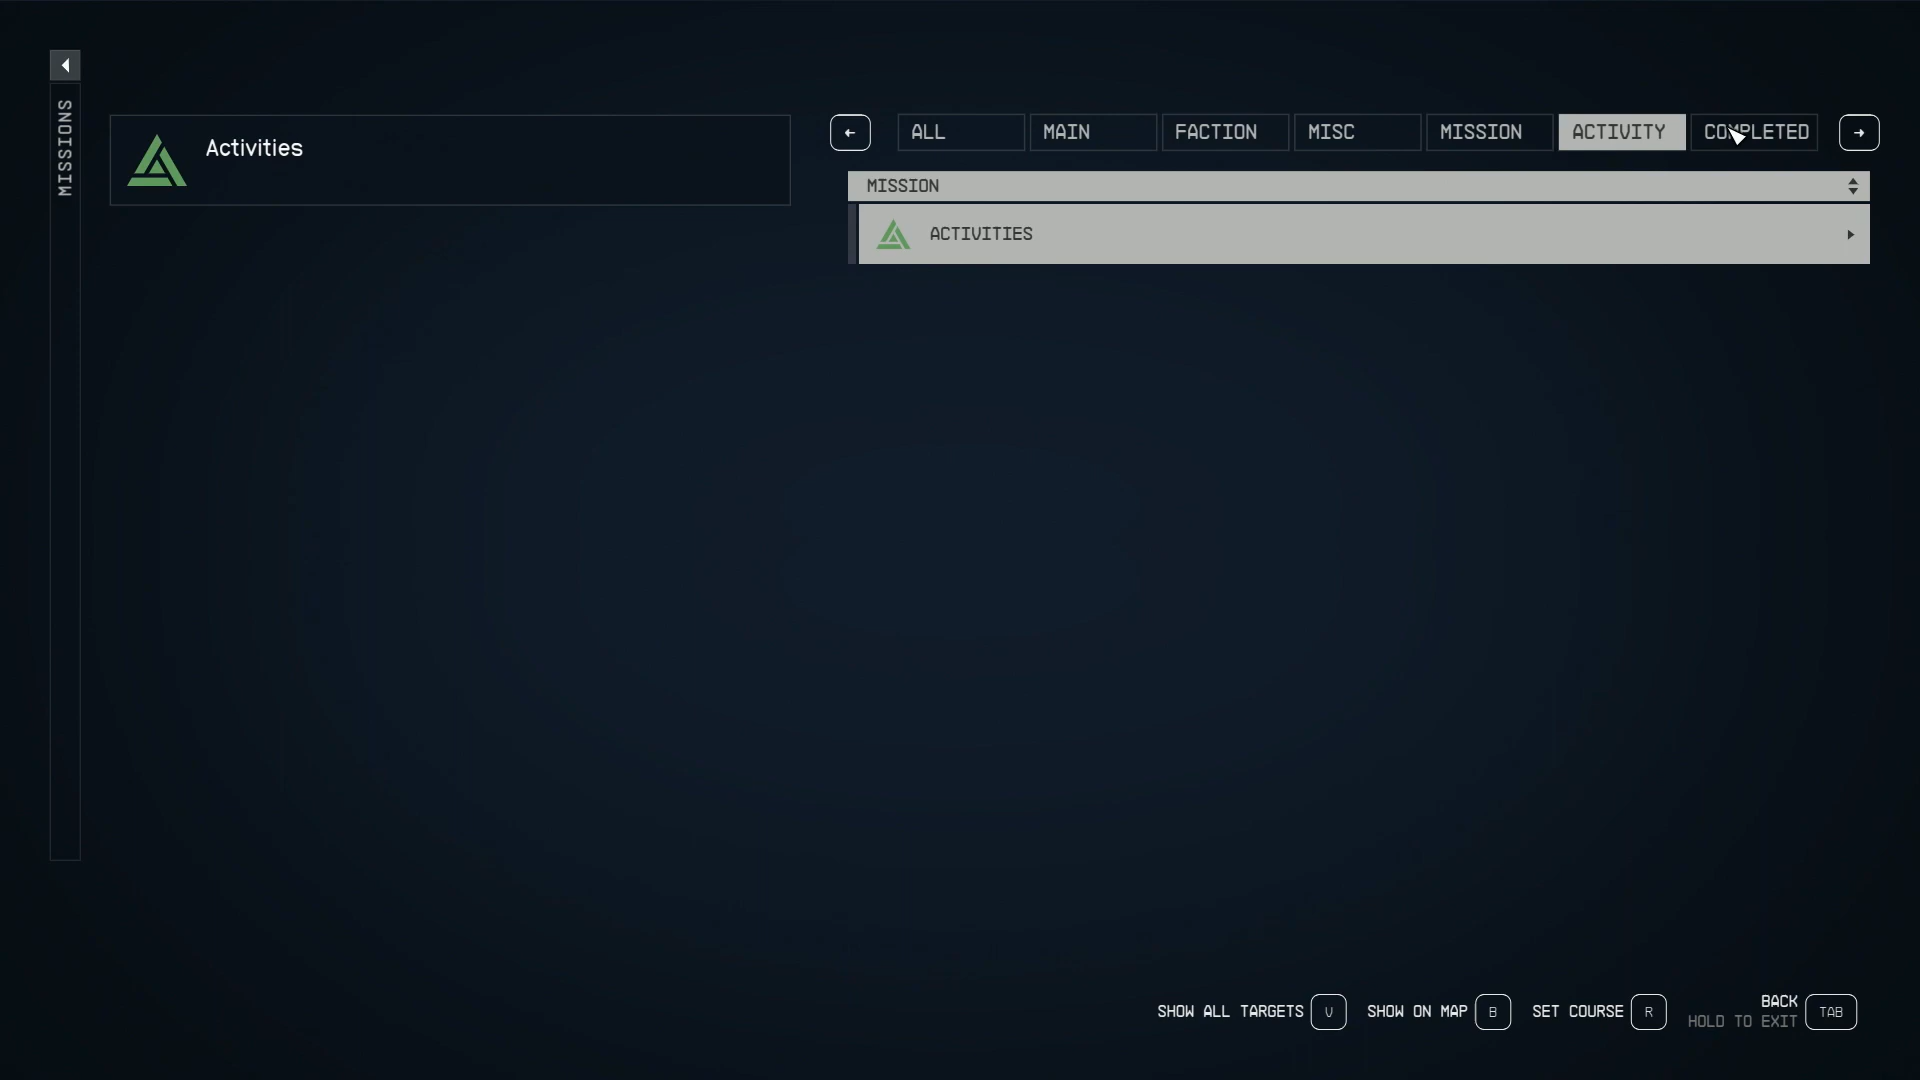 MISSIONS
Activities
ALL
MAIN
FACTION
MISC
MISSION
ACTIVITY
COMPLETED
MISSION
ACTIVITIES
SHOW ALL TARGETS V
SHOW ON MAP B
SET COURSE R
BACK
HOLD TO EXIT
TAB